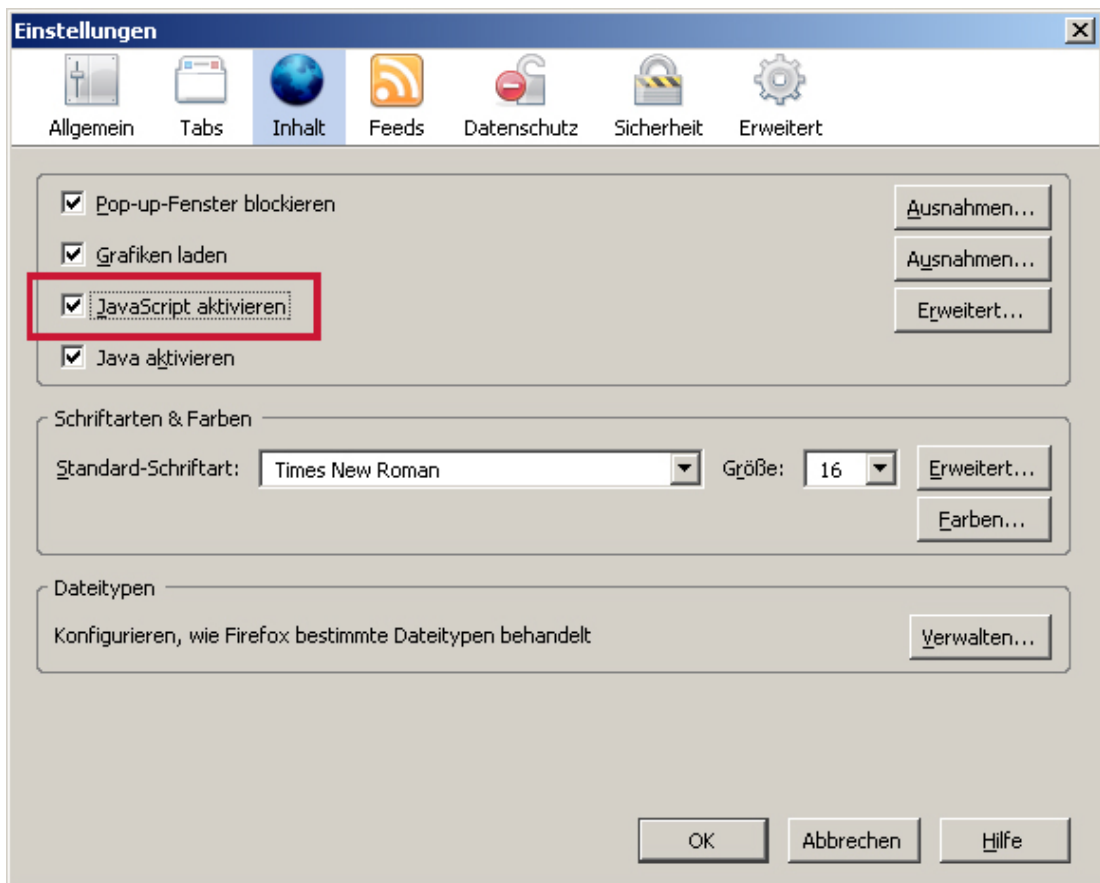 Einstellungen
Allgemein Tabs Inhalt Feeds Datenschutz Sicherheit Erweitert
Pop-up-Fenster blockieren Ausnahmen...
Grafiken laden Ausnahmen...
JavaScript aktivieren Erweitert...
Java aktivieren
Schriftarten & Farben
Standard-Schriftart: Times New Roman Größe: 16 Erweitert...
Farben...
Dateitypen
Konfigurieren, wie Firefox bestimmte Dateitypen behandelt Verwalten...
OK Abbrechen Hilfe